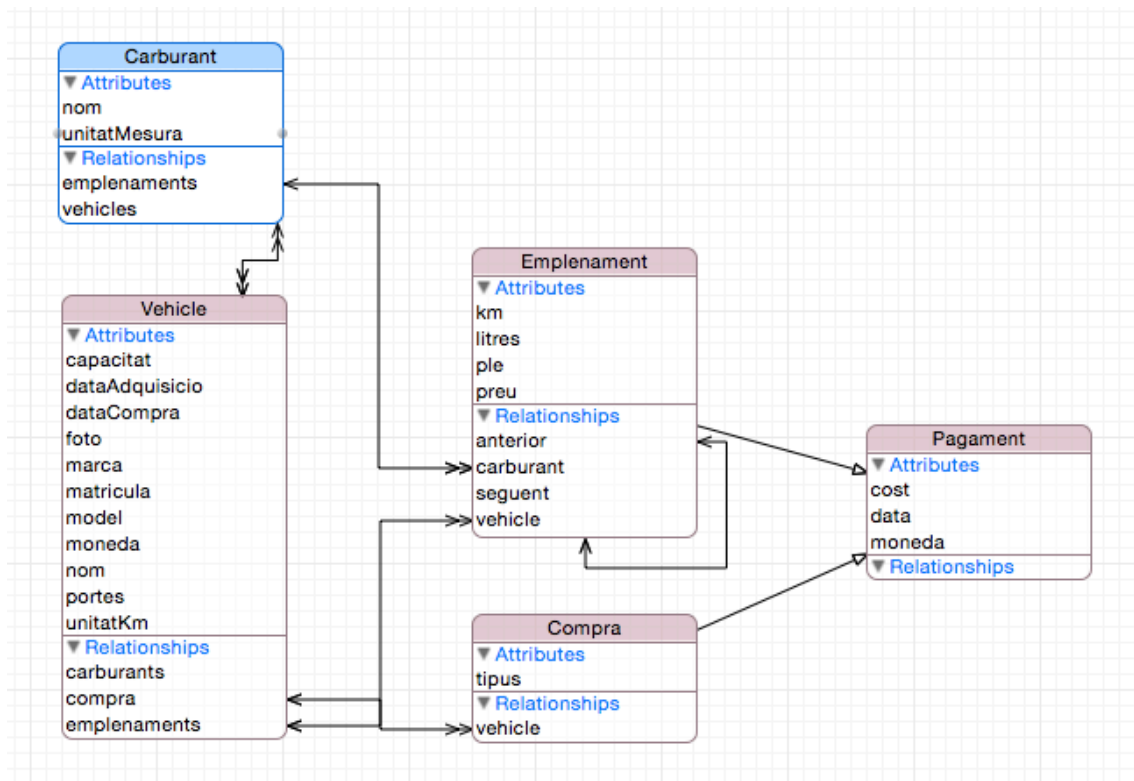 Carburant
Attributes
nom
unitatMesura
Relationships
emplenaments
vehicles
Vehicle
Attributes
capacitat
dataAdquisicio
dataCompra
foto
marca
matricula
model
moneda
nom
portes
unitatKm
Relationships
carburants
compra
emplenaments
Emplenament
Attributes
km
litres
ple
preu
Relationships
anterior
carburant
seguent
vehicle
Compra
Attributes
tipus
Relationships
vehicle
Pagament
Attributes
cost
data
moneda
Relationships